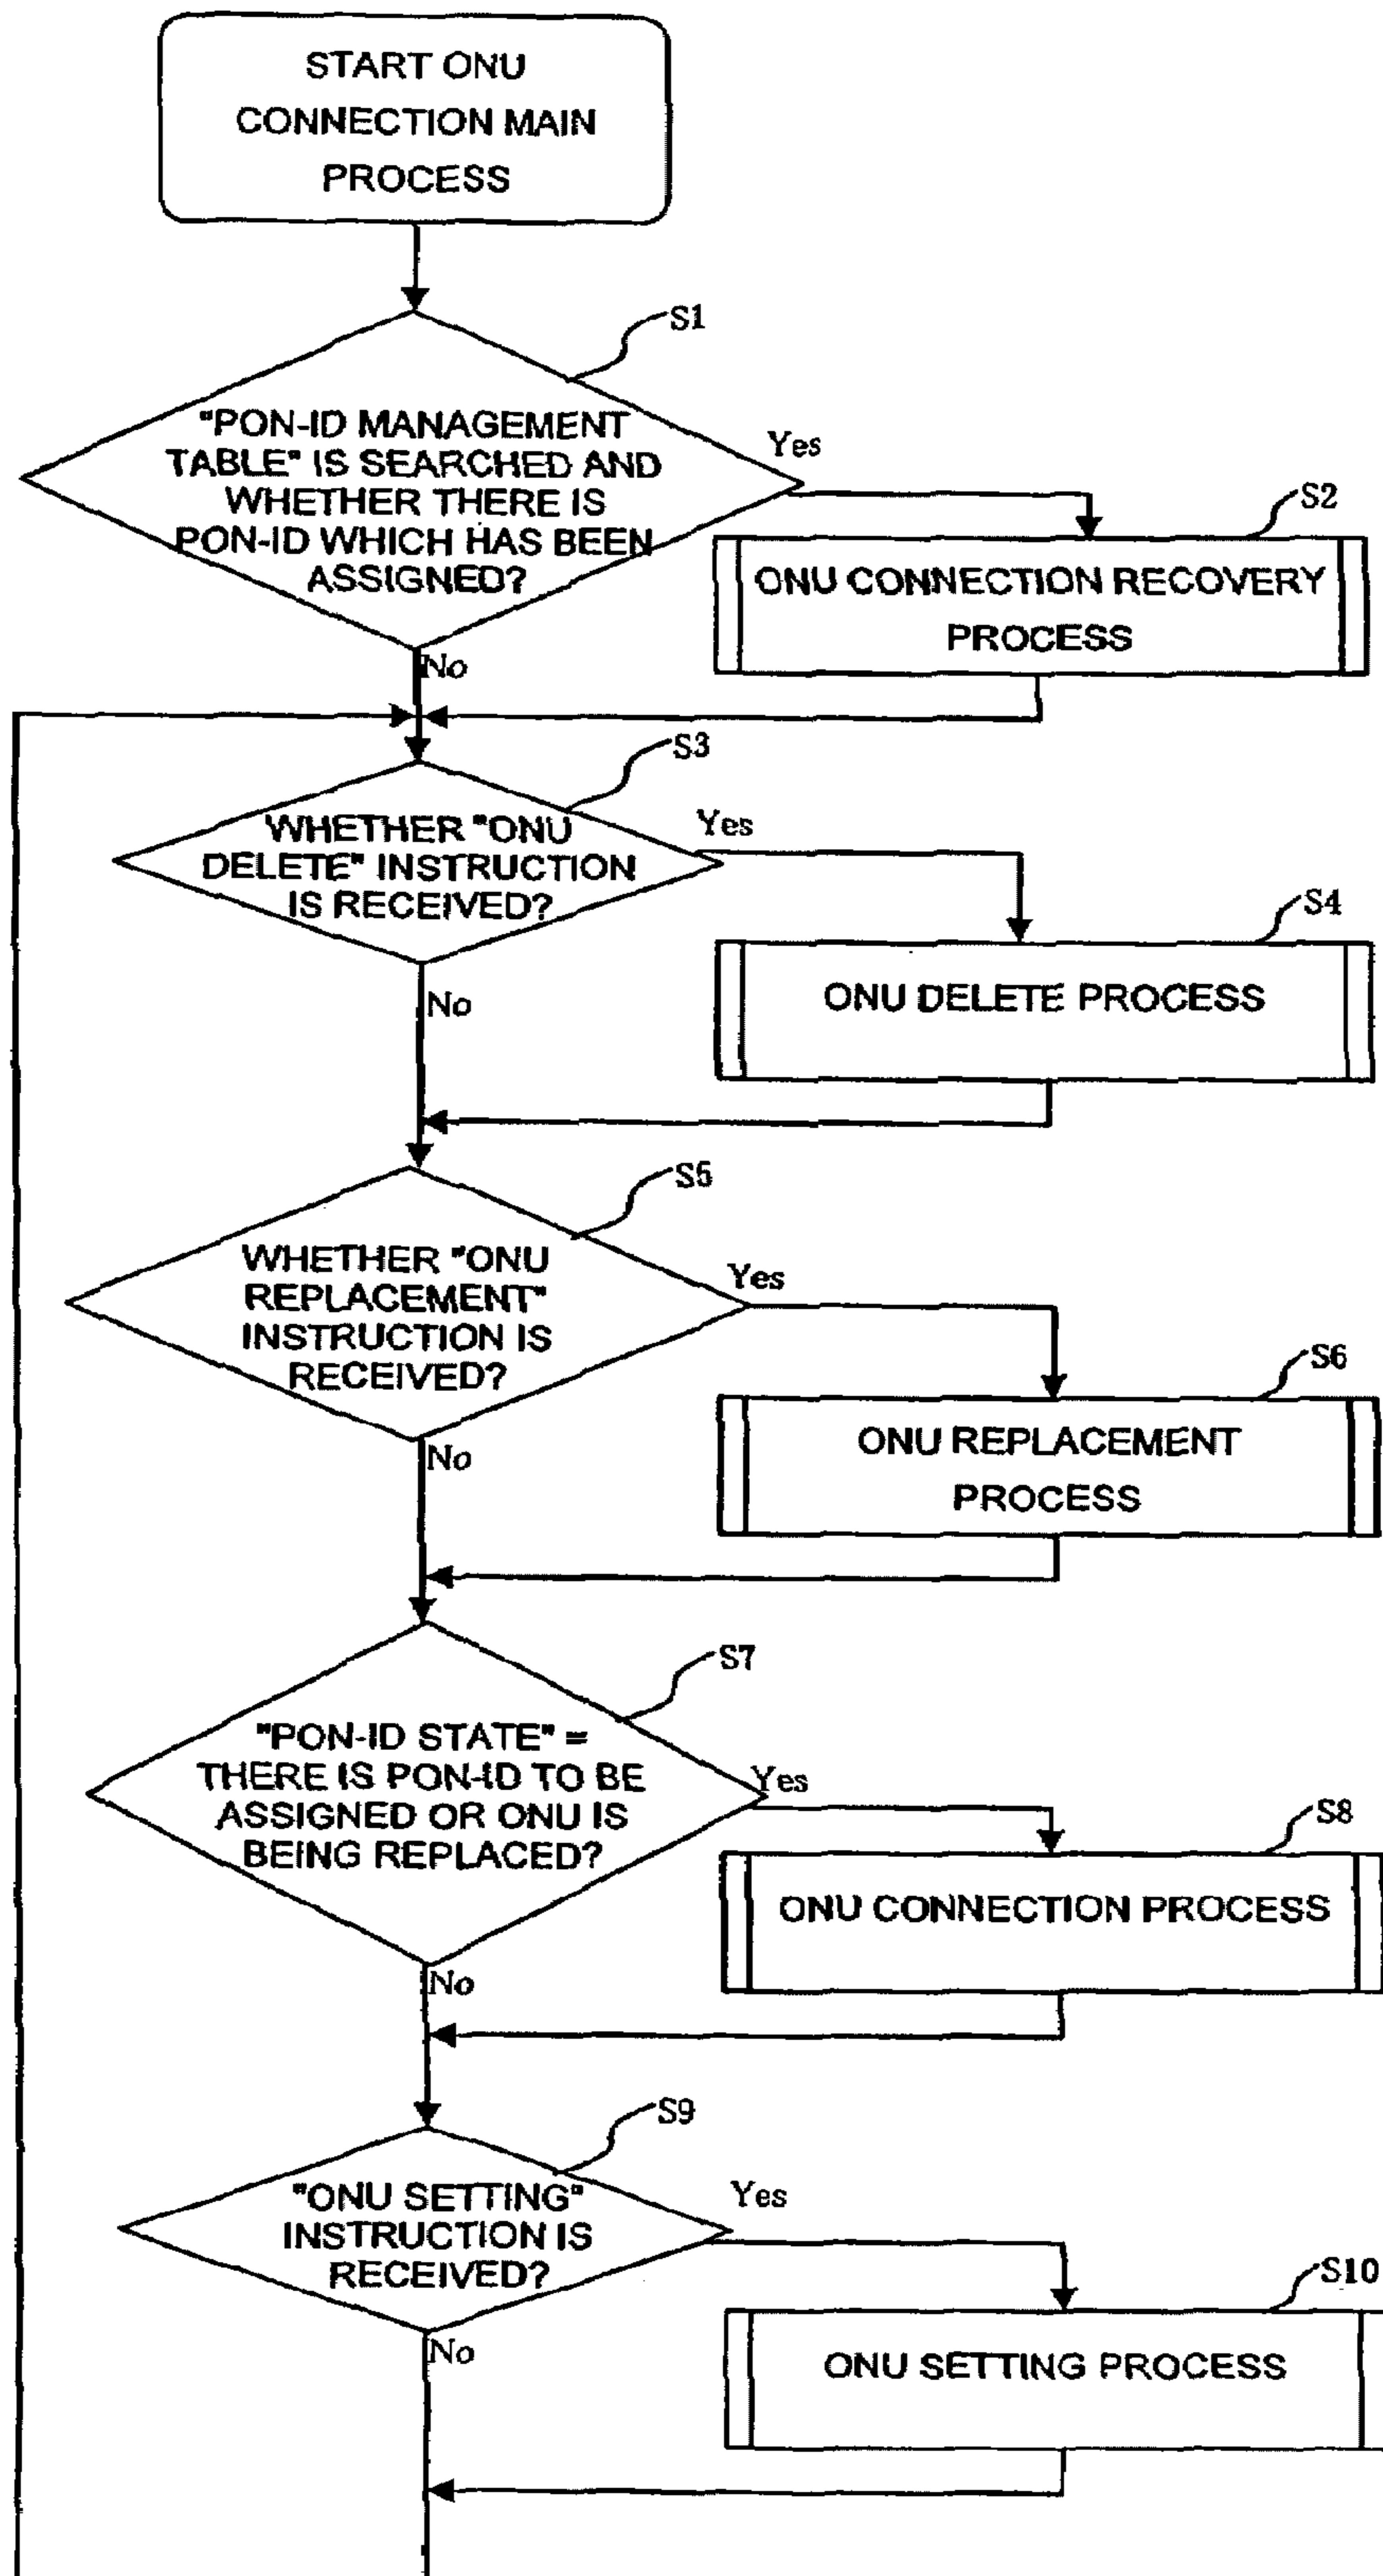 START ONU
CONNECTION MAIN
PROCESS
S1
"PON-ID MANAGEMENT
TABLE" IS SEARCHED AND
WHETHER THERE IS
PON-ID WHICH HAS BEEN
ASSIGNED?
Yes
S2
ONU CONNECTION RECOVERY
PROCESS
No
S3
WHETHER "ONU
DELETE" INSTRUCTION
IS RECEIVED?
Yes
S4
ONU DELETE PROCESS
No
S5
WHETHER "ONU
REPLACEMENT"
INSTRUCTION IS
RECEIVED?
Yes
S6
ONU REPLACEMENT
PROCESS
No
S7
"PON-ID STATE" =
THERE IS PON-ID TO BE
ASSIGNED OR ONU IS
BEING REPLACED?
Yes
S8
ONU CONNECTION PROCESS
No
S9
"ONU SETTING"
INSTRUCTION IS
RECEIVED?
Yes
S10
ONU SETTING PROCESS
No